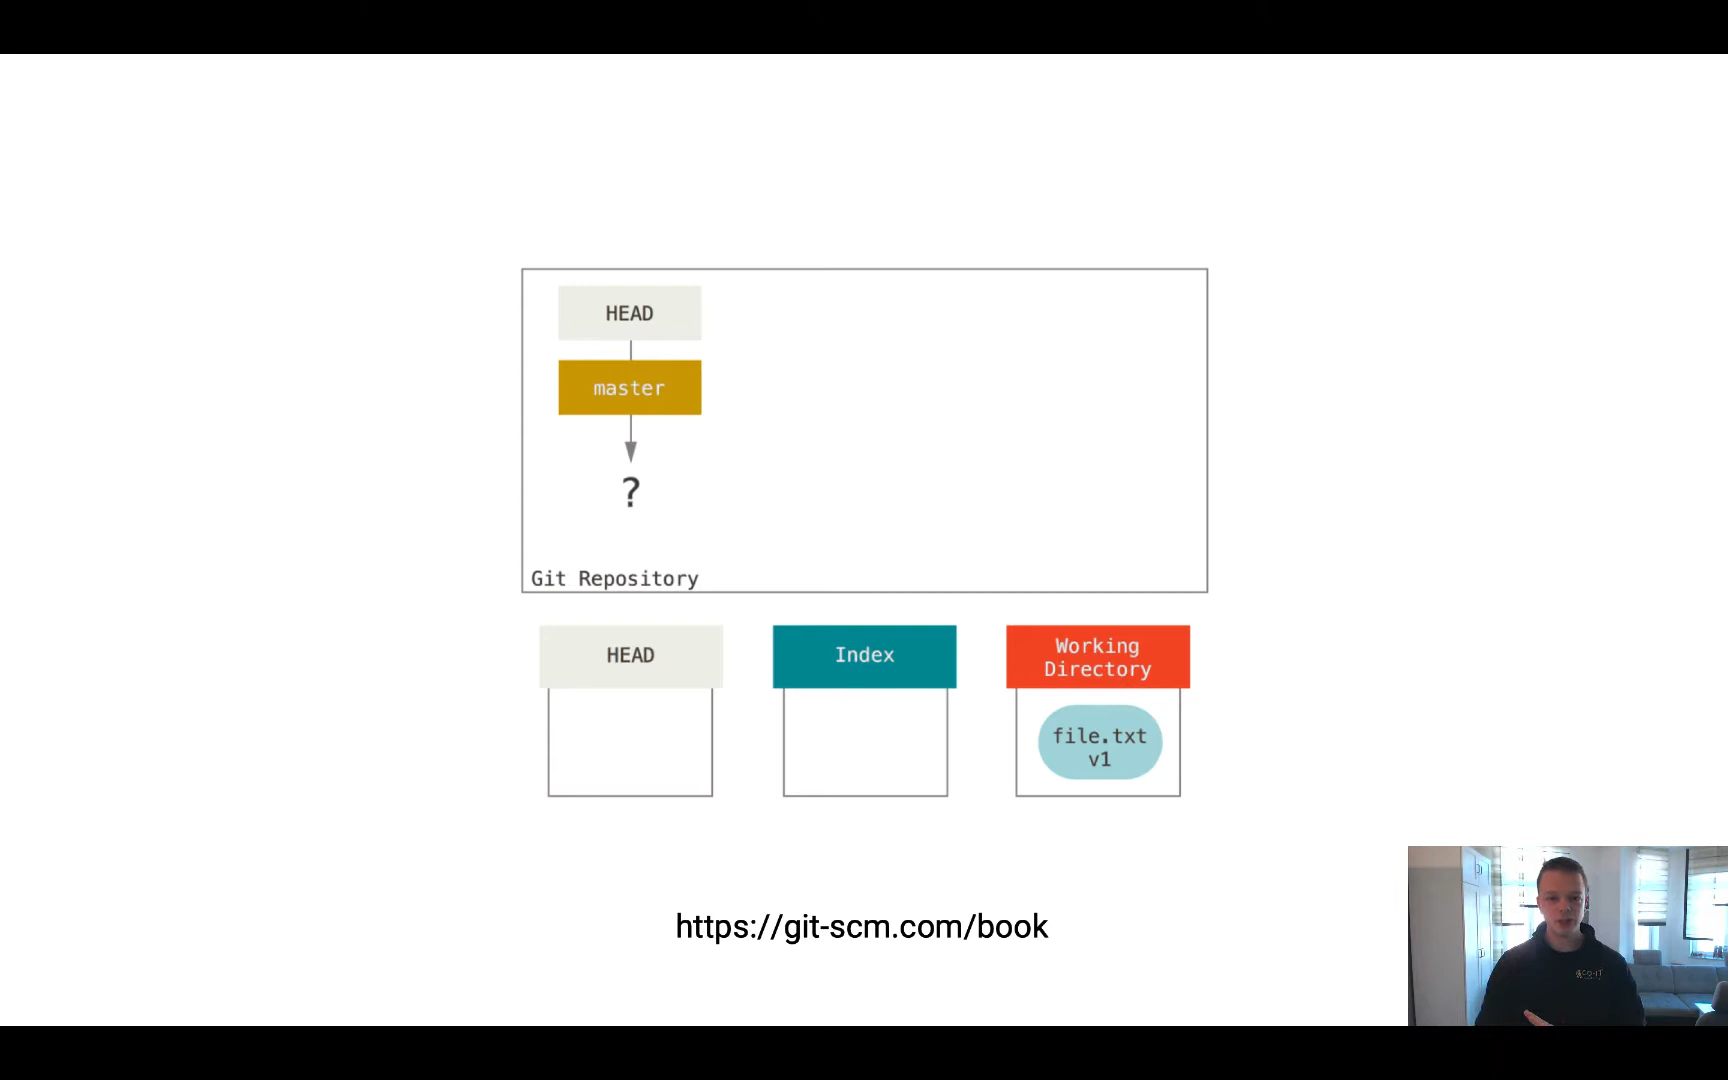 HEAD
master
?
Git Repository
HEAD
Index
Working
Directory
file.txt
v1
https://git-scm.com/book